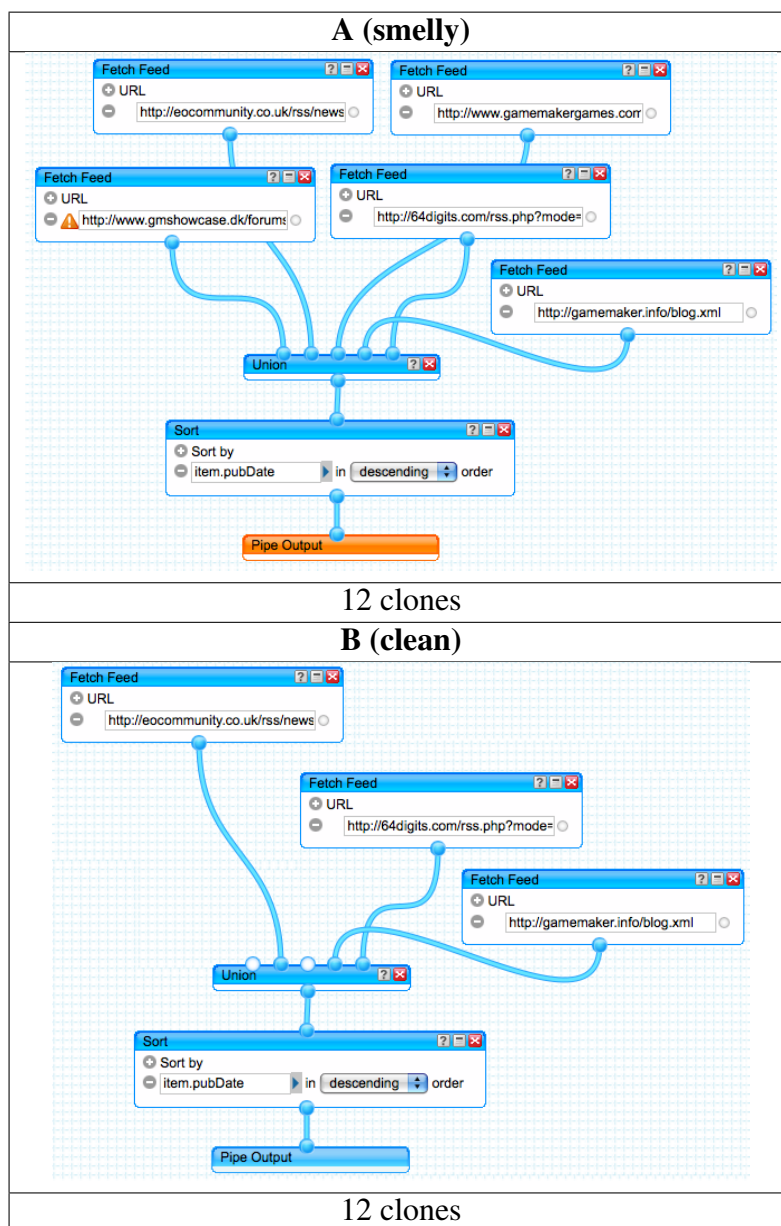 A (smelly)
Fetch Feed
URL
http://eocommunity.co.uk/rss/news
Fetch Feed
URL
http://www.gamemakergames.com
Fetch Feed
URL
http://www.gmshowcase.dk/forums
Fetch Feed
URL
http://64digits.com/rss.php?mode=
Fetch Feed
URL
http://gamemaker.info/blog.xml
Union
Sort
Sort by
item.pubDate in descending order
Pipe Output
12 clones
B (clean)
Fetch Feed
URL
http://eocommunity.co.uk/rss/news
Fetch Feed
URL
http://64digits.com/rss.php?mode=
Fetch Feed
URL
http://gamemaker.info/blog.xml
Union
Sort
Sort by
item.pubDate in descending order
Pipe Output
12 clones